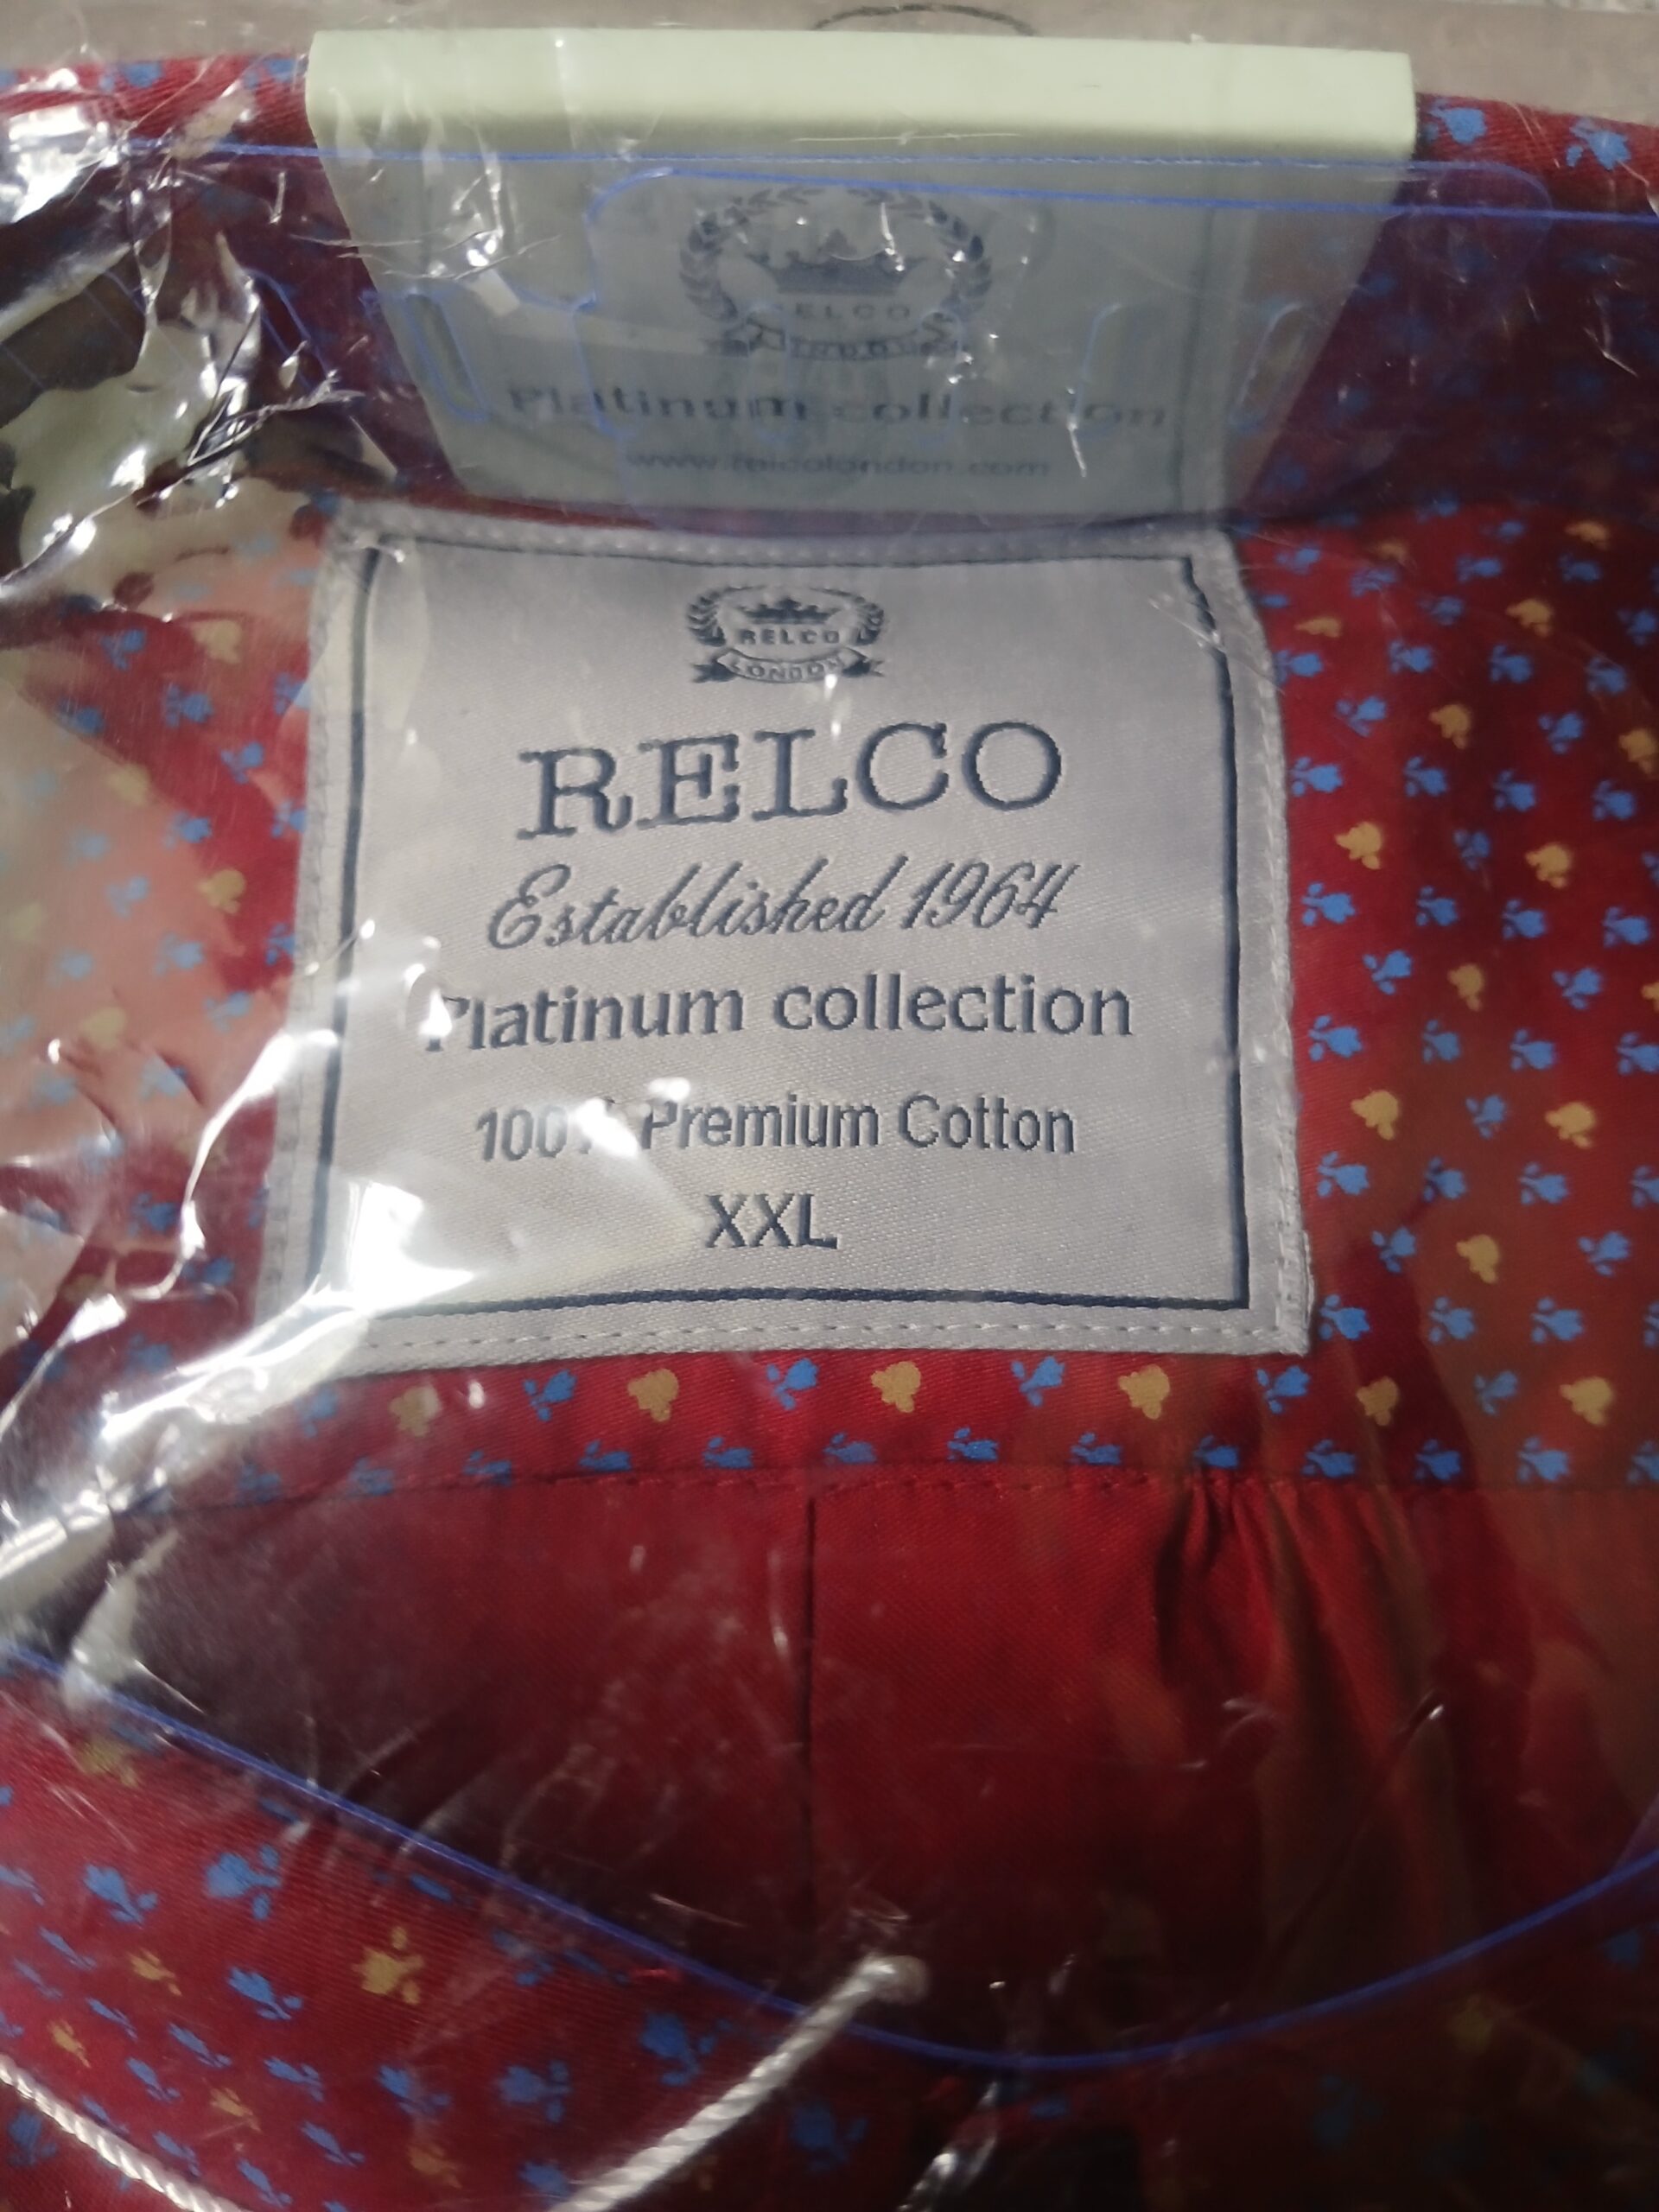 RELCO
LONDON
Platinum collection
www.relcolondon.com
RELCO
LONDON
RELCO
Established 1964
Platinum collection
100% Premium Cotton
XXL